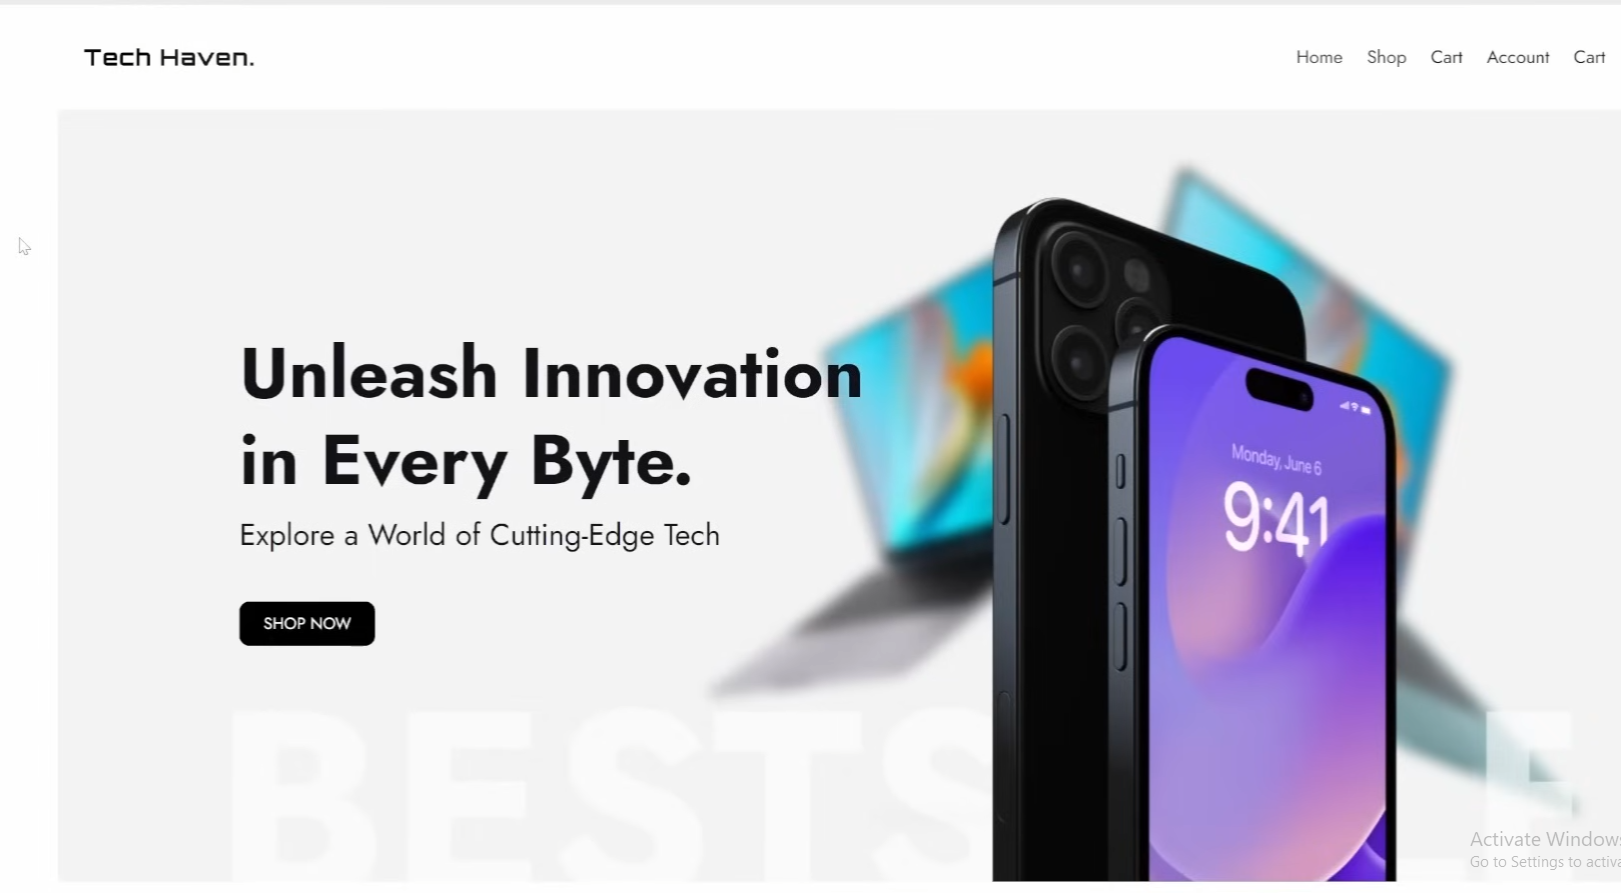 Tech Haven.
Home Shop Cart Account Cart
Unleash Innovation
in Every Byte.
Explore a World of Cutting-Edge Tech
SHOP NOW
Monday, June 6
9:41
BESTS E
Activate Windows
Go to Settings to activa